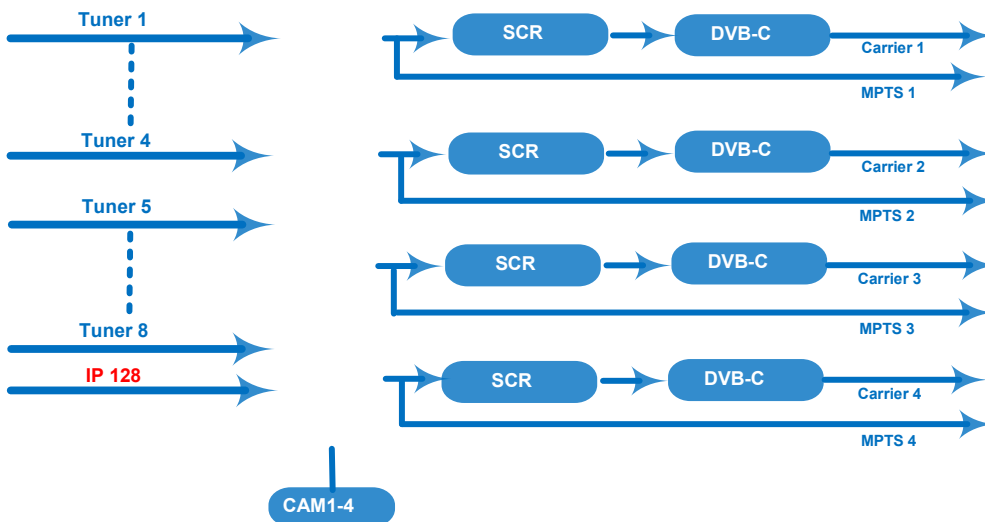 Tuner 1
Tuner 4
Tuner 5
Tuner 8
IP 128
CAM1-4
SCR
DVB-C
Carrier 1
MPTS 1
SCR
DVB-C
Carrier 2
MPTS 2
SCR
DVB-C
Carrier 3
MPTS 3
SCR
DVB-C
Carrier 4
MPTS 4